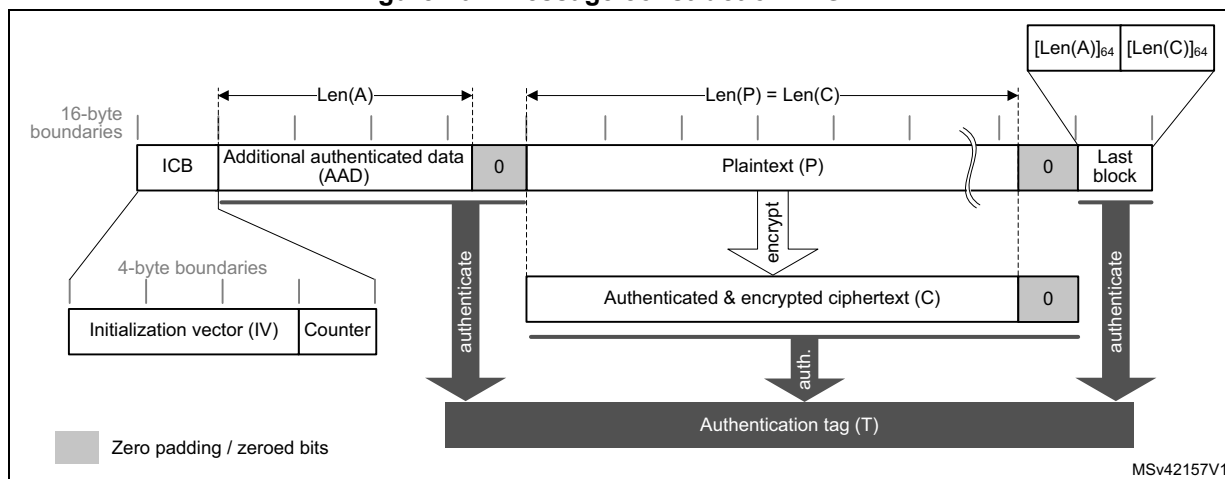 [Len(A)]64 [Len(C)]64
Len(A)
Len(P) = Len(C)
16-byte
boundaries
ICB
Additional authenticated data
(AAD)
0
Plaintext (P)
0
Last
block
encrypt
4-byte boundaries
Initialization vector (IV)
Counter
authenticate
Authenticated & encrypted ciphertext (C)
0
auth.
authenticate
Authentication tag (T)
Zero padding / zeroed bits
MSv42157V1